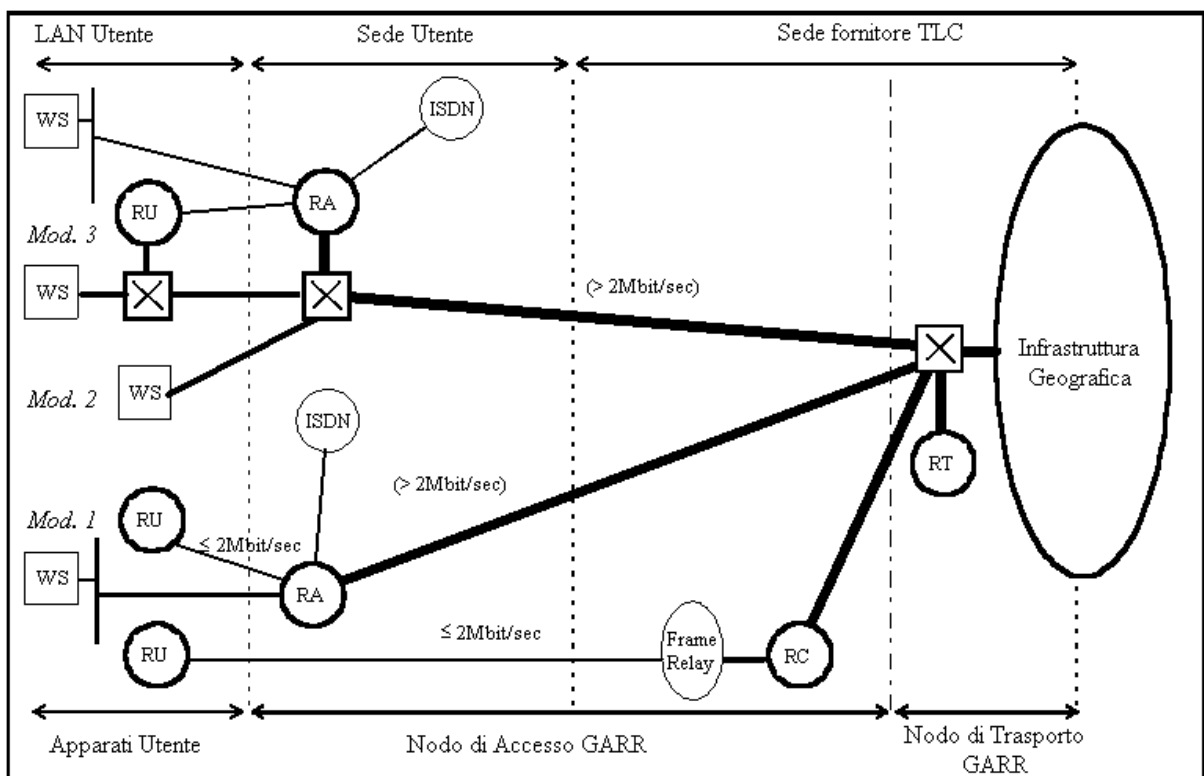 LAN Utente
Sede Utente
Sede fornitore TLC
WS
ISDN
RU
RA
Mod. 3
WS
(> 2Mbit/sec)
Infrastruttura
Geografica
Mod. 2
WS
ISDN
RT
(> 2Mbit/sec)
Mod. 1
RU
≤ 2Mbit/sec
WS
RA
≤ 2Mbit/sec
RU
Frame
Relay
RC
Apparati Utente
Nodo di Accesso GARR
Nodo di Trasporto
GARR